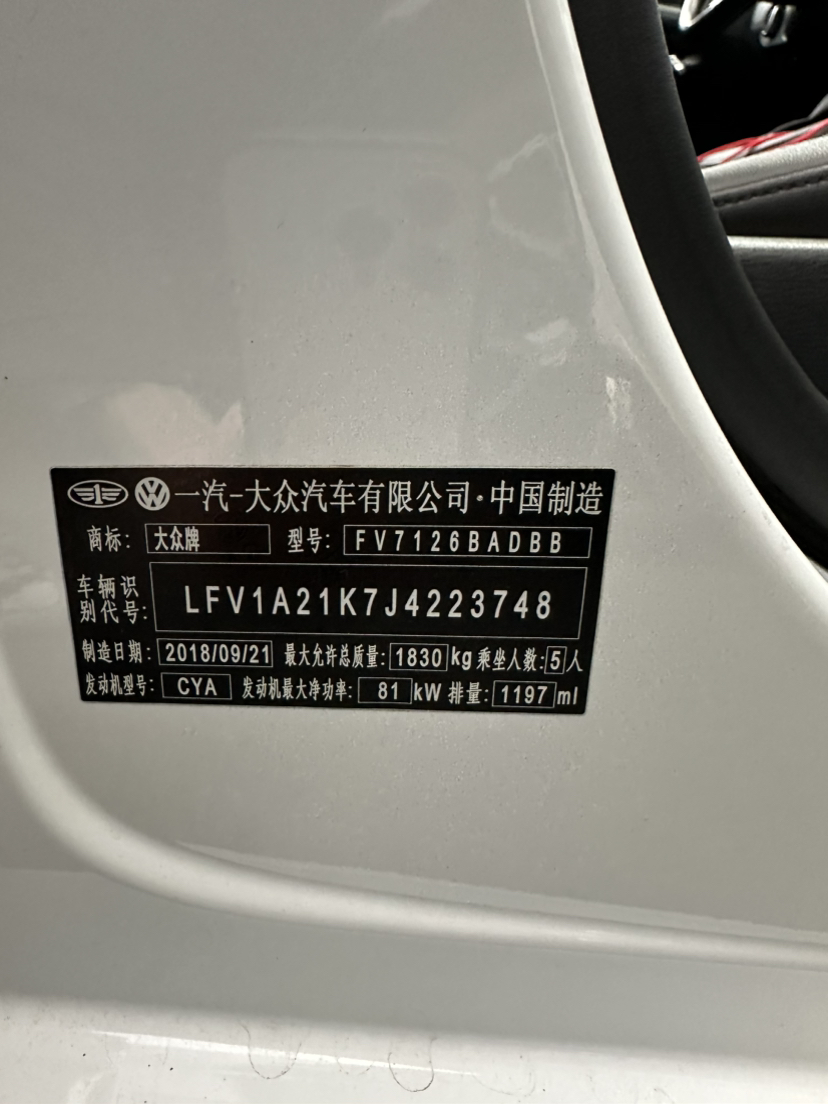 一汽-大众汽车有限公司·中国制造
商标: 大众牌 型号: FV7126BADBB
车辆识别代号: LFV1A21K7J4223748
制造日期: 2018/09/21 最大允许总质量: 1830 kg 乘坐人数: 5 人
发动机型号: CYA 发动机最大净功率: 81 kW 排量: 1197 ml